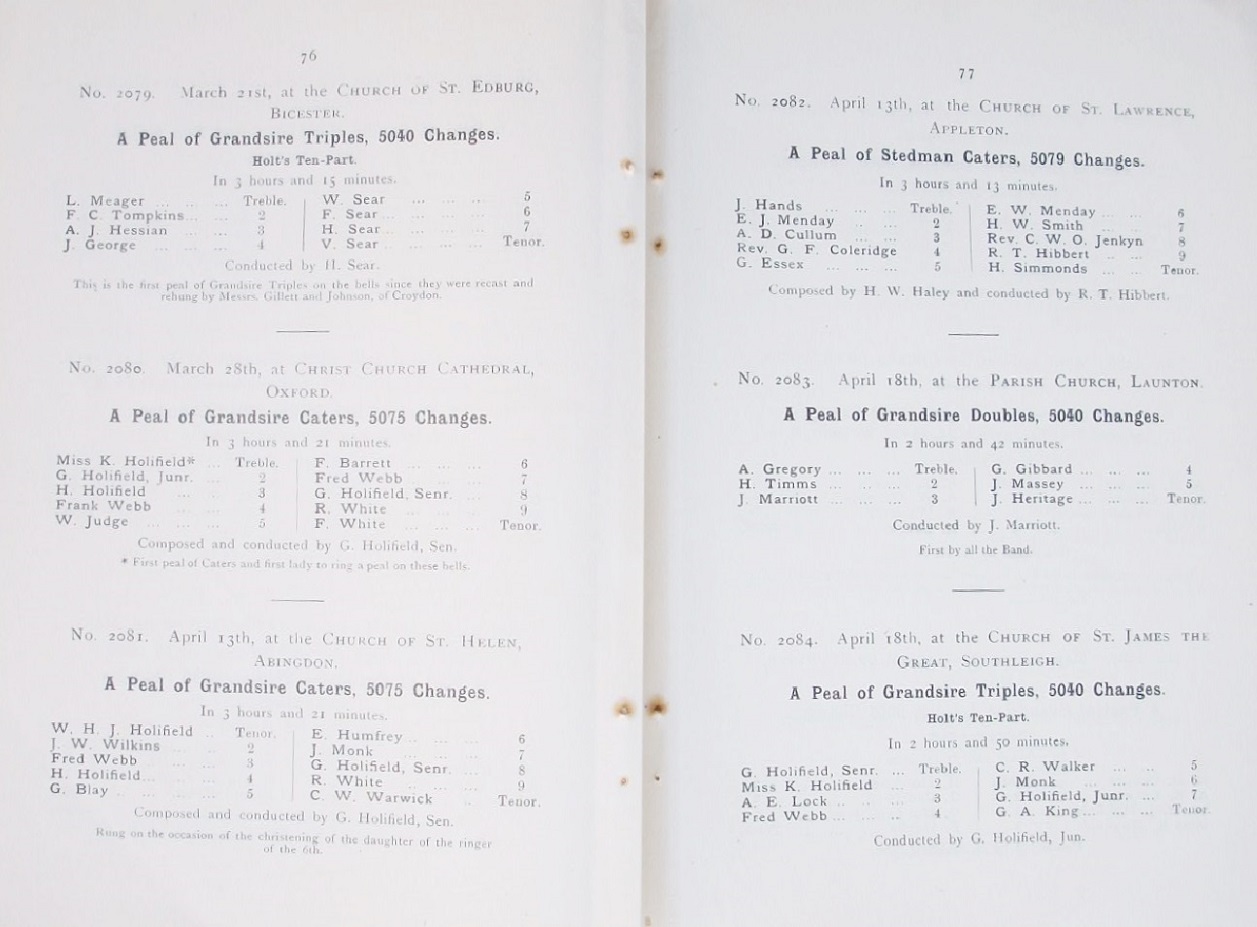 76
No. 2079. March 21st, at the CHURCH OF ST. EDBURG,
BICESTER.
A Peal of Grandsire Triples, 5040 Changes.
Holt's Ten-Part.
In 3 hours and 15 minutes.
L. Meager ... ... ... Treble. W. Sear ... ... ... 5
F. C. Tompkins ... ... 2 F. Sear ... ... ... ... 6
A. J. Hessian ... ... 3 H. Sear ... ... ... ... 7
J. George ... ... ... 4 V. Sear ... ... ... Tenor.
Conducted by H. Sear.
This is the first peal of Grandsire Triples on the bells since they were recast and
rehung by Messrs. Gillett and Johnson, of Croydon.
No. 2080. March 28th, at CHRIST CHURCH CATHEDRAL,
OXFORD.
A Peal of Grandsire Caters, 5075 Changes.
In 3 hours and 21 minutes.
Miss K. Holifield* ... Treble. F. Barrett ... ... ... 6
G. Holifield, Junr. ... 2 Fred Webb ... ... ... 7
H. Holifield ... ... 3 G. Holifield, Senr. ... 8
Frank Webb ... ... 4 R. White ... ... ... 9
W. Judge ... ... ... 5 F. White ... ... ... Tenor.
Composed and conducted by G. Holifield, Sen.
* First peal of Caters and first lady to ring a peal on these bells.
No. 2081. April 13th, at the CHURCH OF ST. HELEN,
ABINGDON.
A Peal of Grandsire Caters, 5075 Changes.
In 3 hours and 21 minutes.
W. H. J. Holifield .. Tenor. E. Humfrey ... ... ... 6
J. W. Wilkins ... ... 2 J. Monk ... ... ... 7
Fred Webb ... ... ... 3 G. Holifield, Senr. ... 8
H. Holifield ... ... ... 4 R. White ... ... ... 9
G. Blay ... ... ... ... 5 C. W. Warwick .. Tenor.
Composed and conducted by G. Holifield, Sen.
Rung on the occasion of the christening of the daughter of the ringer
of the 6th.
77
No. 2082. April 13th, at the CHURCH OF ST. LAWRENCE,
APPLETON.
A Peal of Stedman Caters, 5079 Changes.
In 3 hours and 13 minutes.
J. Hands ... ... ... Treble. E. W. Menday ... ... 6
E. J. Menday ... ... 2 H. W. Smith ... ... 7
A. D. Cullum ... ... 3 Rev. C. W. O. Jenkyn 8
Rev. G. F. Coleridge 4 R. T. Hibbert ... ... 9
G. Essex ... ... ... 5 H. Simmonds ... ... Tenor.
Composed by H. W. Haley and conducted by R. T. Hibbert.
No. 2083. April 18th, at the PARISH CHURCH, LAUNTON.
A Peal of Grandsire Doubles, 5040 Changes.
In 2 hours and 42 minutes.
A. Gregory ... ... ... Treble. G. Gibbard ... ... ... 4
H. Timms ... ... ... 2 J. Massey ... ... ... 5
J. Marriott ... ... ... 3 J. Heritage ... ... ... Tenor.
Conducted by J. Marriott.
First by all the Band.
No. 2084. April 18th, at the CHURCH OF ST. JAMES THE
GREAT, SOUTHLEIGH.
A Peal of Grandsire Triples, 5040 Changes.
Holt's Ten-Part.
In 2 hours and 50 minutes.
G. Holifield, Senr. ... Treble. C. R. Walker ... ... 5
Miss K. Holifield ... 2 J. Monk ... ... ... 6
A. E. Lock ... ... ... 3 G. Holifield, Junr. ... 7
Fred Webb ... ... ... 4 G. A. King ... ... ... Tenor.
Conducted by G. Holifield, Jun.